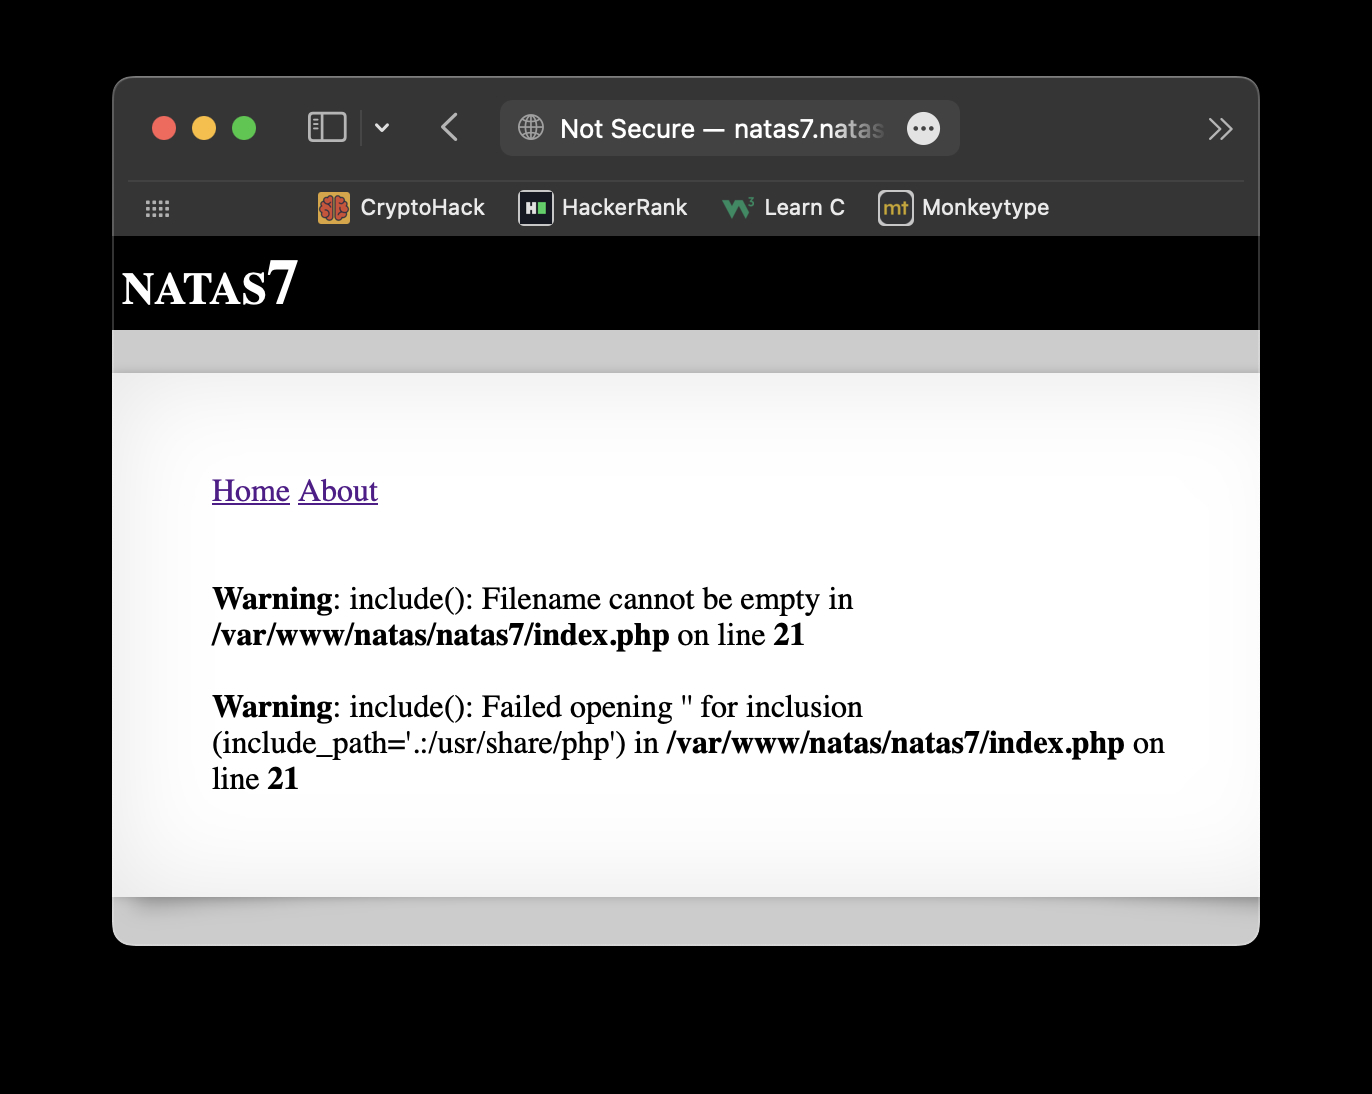 Not Secure — natas7.natas
CryptoHack HackerRank Learn C Monkeytype
NATAS7
Home About
Warning: include(): Filename cannot be empty in
/var/www/natas/natas7/index.php on line 21
Warning: include(): Failed opening '' for inclusion
(include_path='.:/usr/share/php') in /var/www/natas/natas7/index.php on
line 21